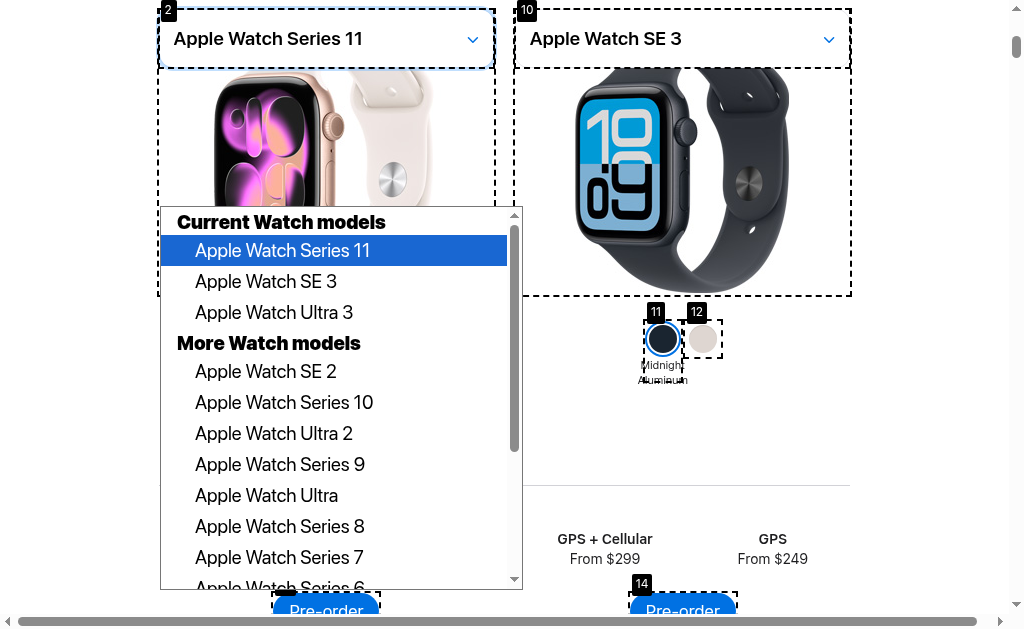 2
10
Apple Watch Series 11
Apple Watch SE 3
10
09
Current Watch models
Apple Watch Series 11
Apple Watch SE 3
Apple Watch Ultra 3
More Watch models
Apple Watch SE 2
Apple Watch Series 10
Apple Watch Ultra 2
Apple Watch Series 9
Apple Watch Ultra
Apple Watch Series 8
Apple Watch Series 7
Apple Watch Series 6
11
12
Midnight
Aluminum
GPS + Cellular
From $299
GPS
From $249
14
Pre-order
Pre-order